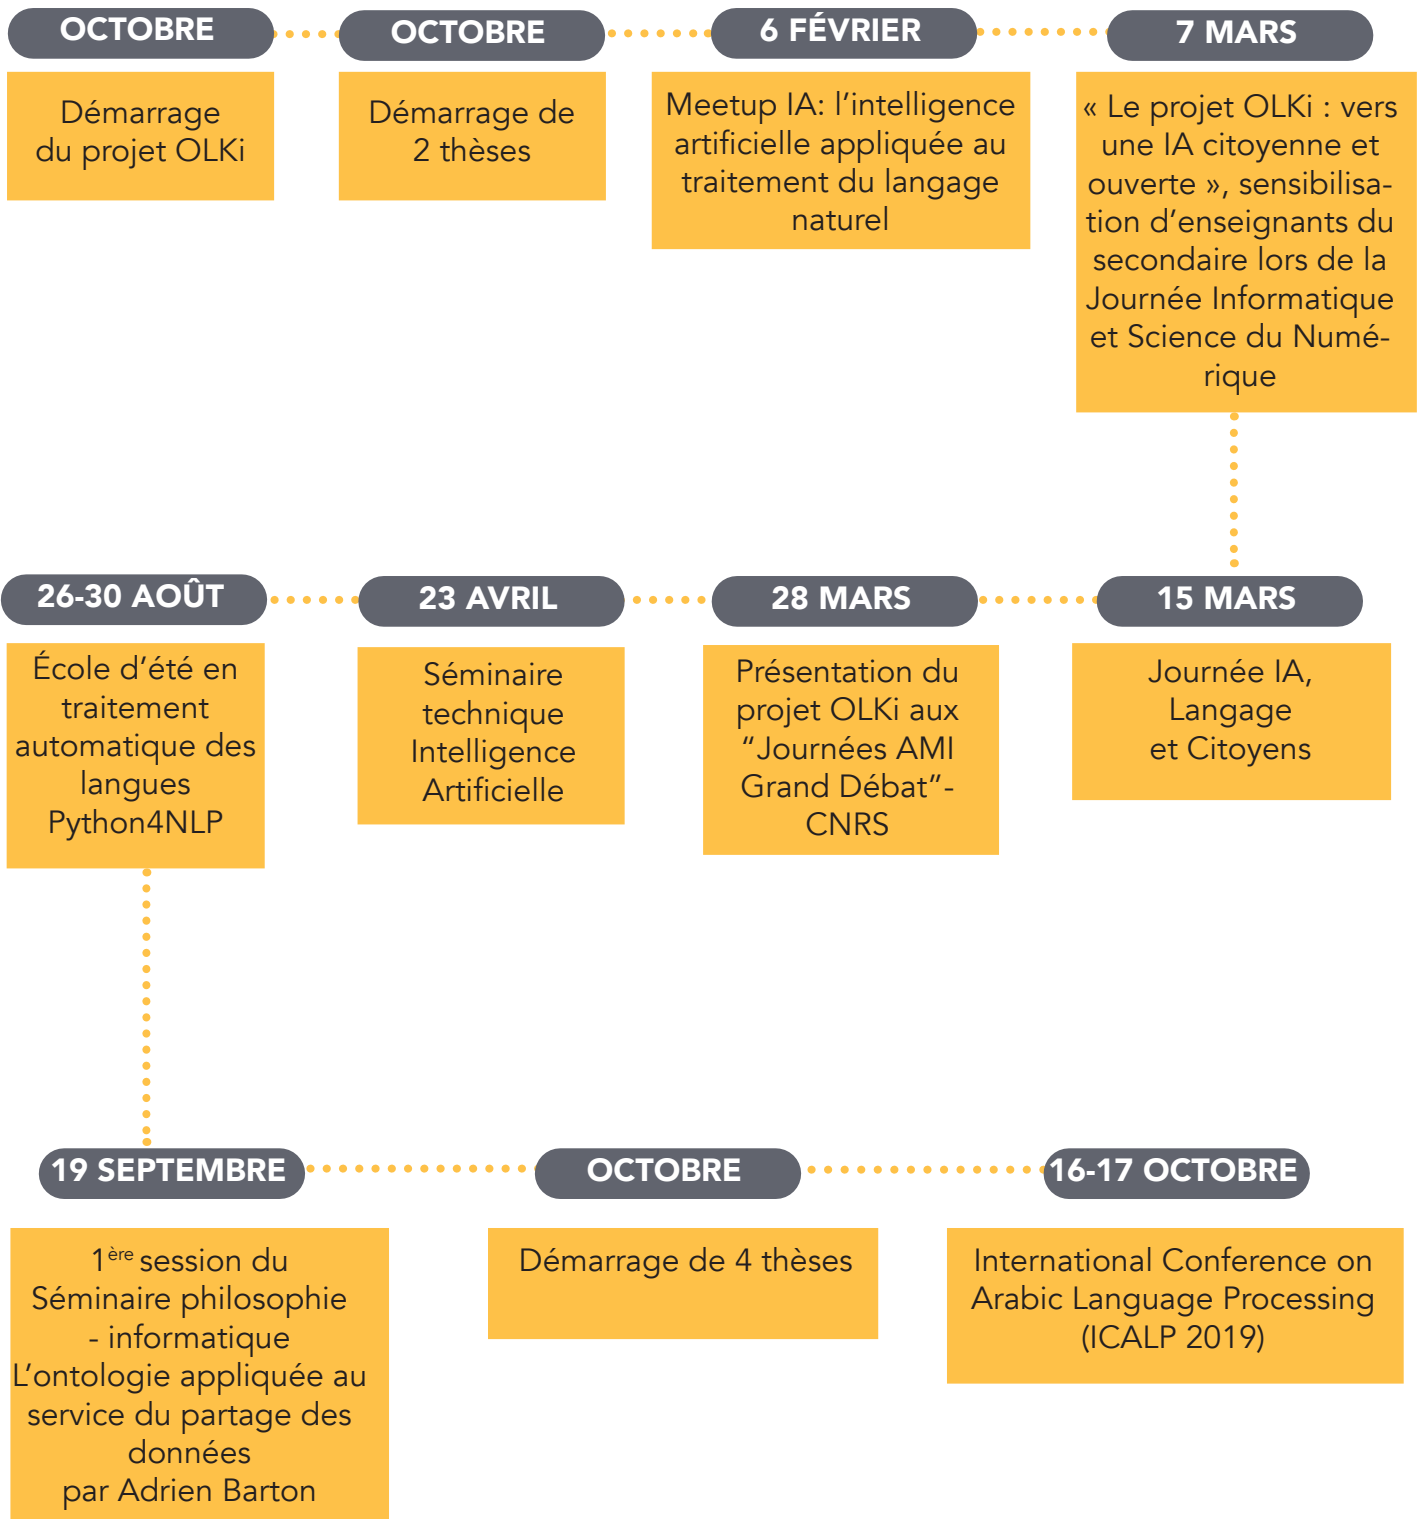 OCTOBRE
Démarrage
du projet OLKi
OCTOBRE
Démarrage de
2 thèses
6 FÉVRIER
Meetup IA: l’intelligence
artificielle appliquée au
traitement du langage
naturel
7 MARS
« Le projet OLKi : vers
une IA citoyenne et
ouverte », sensibilisa-
tion d’enseignants du
secondaire lors de la
Journée Informatique
et Science du Numé-
rique
15 MARS
Journée IA,
Langage
et Citoyens
28 MARS
Présentation du
projet OLKi aux
“Journées AMI
Grand Débat”-
CNRS
23 AVRIL
Séminaire
technique
Intelligence
Artificielle
26-30 AOÛT
École d’été en
traitement
automatique des
langues
Python4NLP
19 SEPTEMBRE
1ère session du
Séminaire philosophie
- informatique
L’ontologie appliquée au
service du partage des
données
par Adrien Barton
OCTOBRE
Démarrage de 4 thèses
16-17 OCTOBRE
International Conference on
Arabic Language Processing
(ICALP 2019)